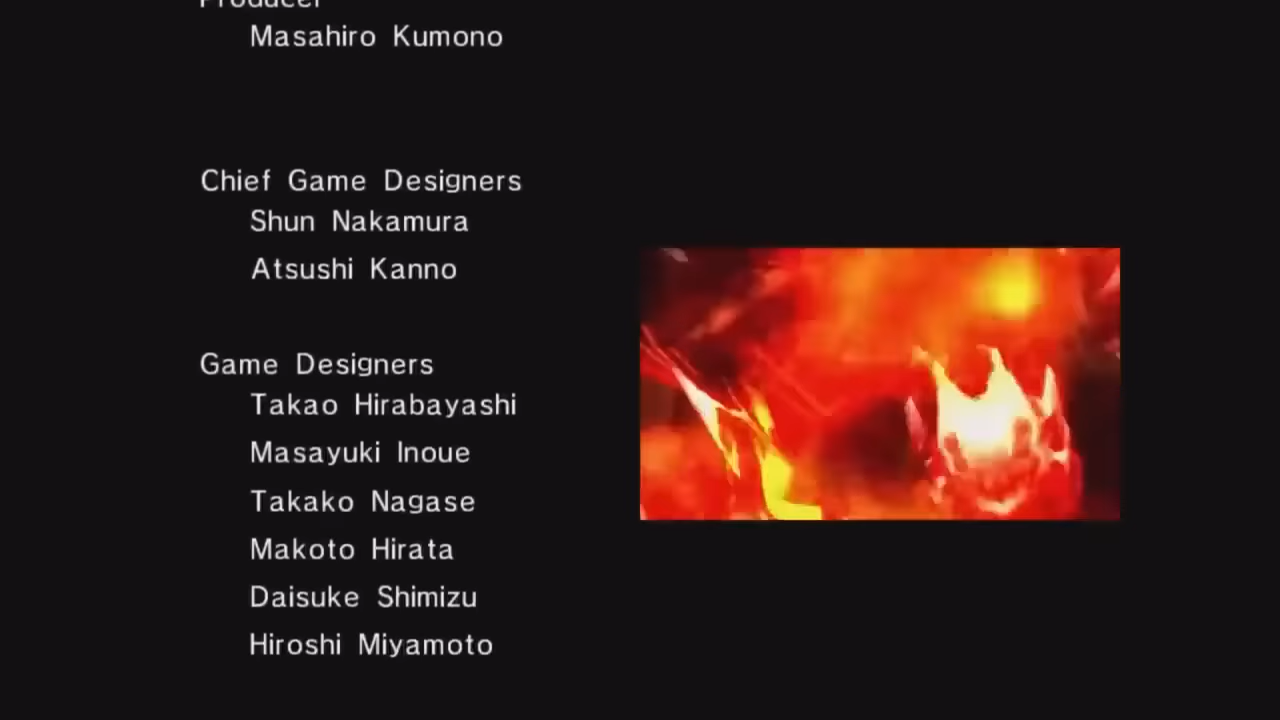 Producer
Masahiro Kumono
Chief Game Designers
Shun Nakamura
Atsushi Kanno
Game Designers
Takao Hirabayashi
Masayuki Inoue
Takako Nagase
Makoto Hirata
Daisuke Shimizu
Hiroshi Miyamoto